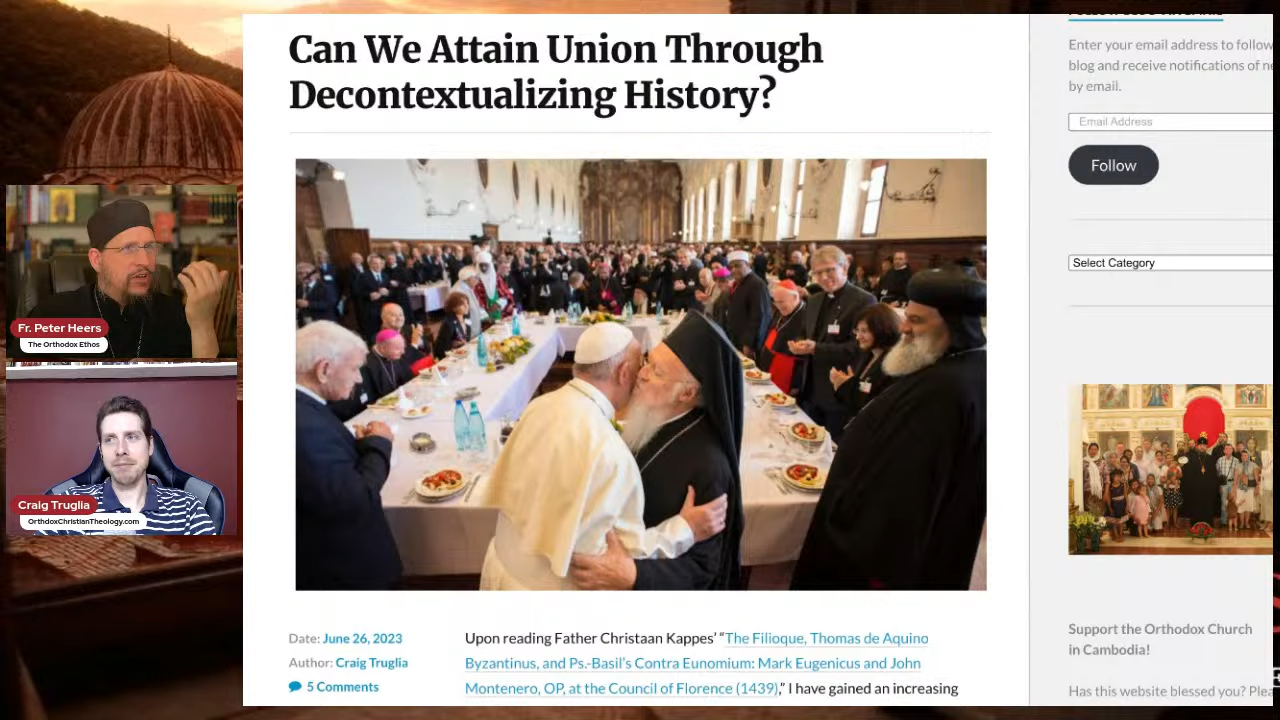 Can We Attain Union Through
Decontextualizing History?
Enter your email address to follow
blog and receive notifications of
by email.
Email Address
Follow
Select Category
Fr. Peter Heers
The Orthodox Ethos
Craig Truglia
OrthdoxChristianTheology.com
Date: June 26, 2023
Author: Craig Truglia
5 Comments
Upon reading Father Christaan Kappes’ “The Filioque, Thomas de Aquino
Byzantinus, and Ps.-Basil’s Contra Eunomium: Mark Eugenicus and John
Montenero, OP, at the Council of Florence (1439),” I have gained an increasing
Support the Orthodox Church
in Cambodia!
Has this website blessed you?